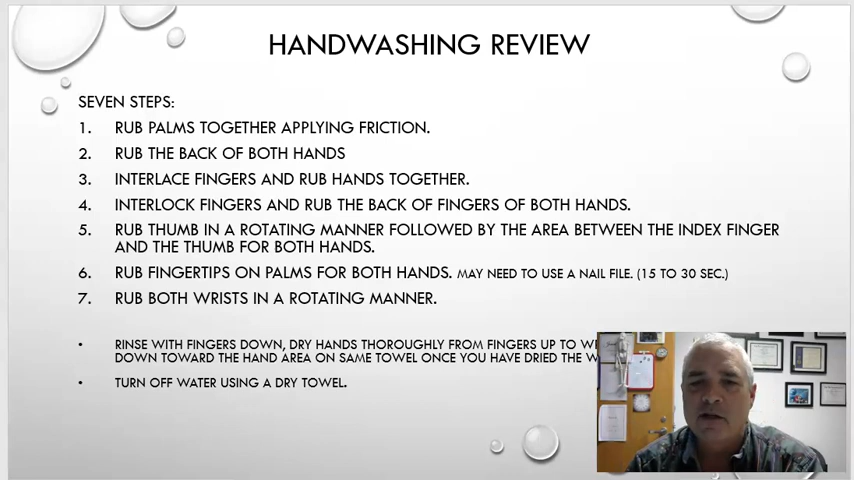 HANDWASHING REVIEW
SEVEN STEPS:
1. RUB PALMS TOGETHER APPLYING FRICTION.
2. RUB THE BACK OF BOTH HANDS
3. INTERLACE FINGERS AND RUB HANDS TOGETHER.
4. INTERLOCK FINGERS AND RUB THE BACK OF FINGERS OF BOTH HANDS.
5. RUB THUMB IN A ROTATING MANNER FOLLOWED BY THE AREA BETWEEN THE INDEX FINGER
AND THE THUMB FOR BOTH HANDS.
6. RUB FINGERTIPS ON PALMS FOR BOTH HANDS. MAY NEED TO USE A NAIL FILE. (15 TO 30 SEC.)
7. RUB BOTH WRISTS IN A ROTATING MANNER.
• RINSE WITH FINGERS DOWN, DRY HANDS THOROUGHLY FROM FINGERS UP TO
DOWN TOWARD THE HAND AREA ON SAME TOWEL ONCE YOU HAVE DRIED THE
• TURN OFF WATER USING A DRY TOWEL.